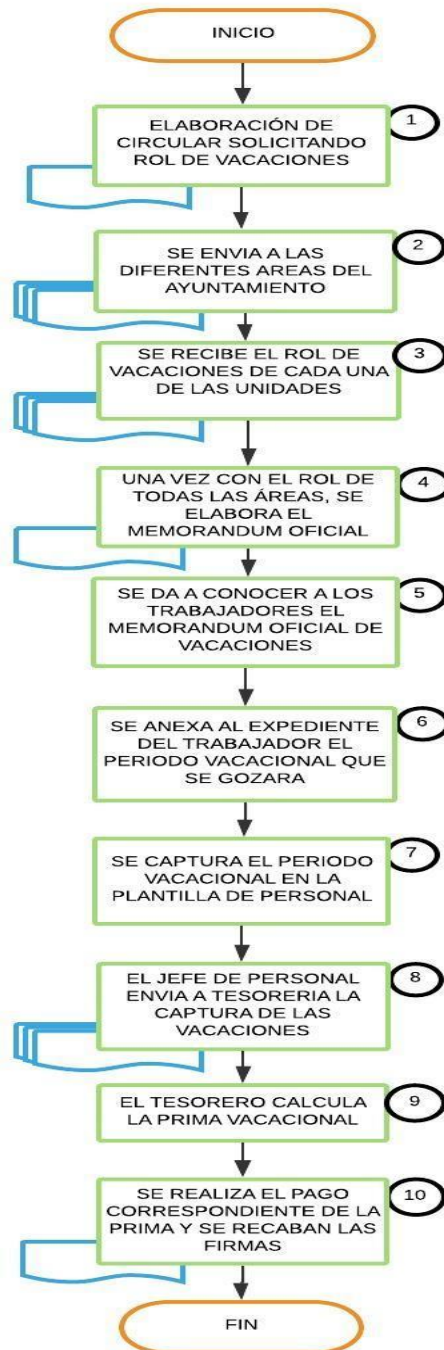 INICIO
1
ELABORACIÓN DE
CIRCULAR SOLICITANDO
ROL DE VACACIONES
2
SE ENVIA A LAS
DIFERENTES AREAS DEL
AYUNTAMIENTO
3
SE RECIBE EL ROL DE
VACACIONES DE CADA UNA
DE LAS UNIDADES
4
UNA VEZ CON EL ROL DE
TODAS LAS ÁREAS, SE
ELABORA EL
MEMORANDUM OFICIAL
5
SE DA A CONOCER A LOS
TRABAJADORES EL
MEMORANDUM OFICIAL DE
VACACIONES
6
SE ANEXA AL EXPEDIENTE
DEL TRABAJADOR EL
PERIODO VACACIONAL QUE
SE GOZARA
7
SE CAPTURA EL PERIODO
VACACIONAL EN LA
PLANTILLA DE PERSONAL
8
EL JEFE DE PERSONAL
ENVIA A TESORERIA LA
CAPTURA DE LAS
VACACIONES
9
EL TESORERO CALCULA
LA PRIMA VACACIONAL
10
SE REALIZA EL PAGO
CORRESPONDIENTE DE LA
PRIMA Y SE RECABAN LAS
FIRMAS
FIN